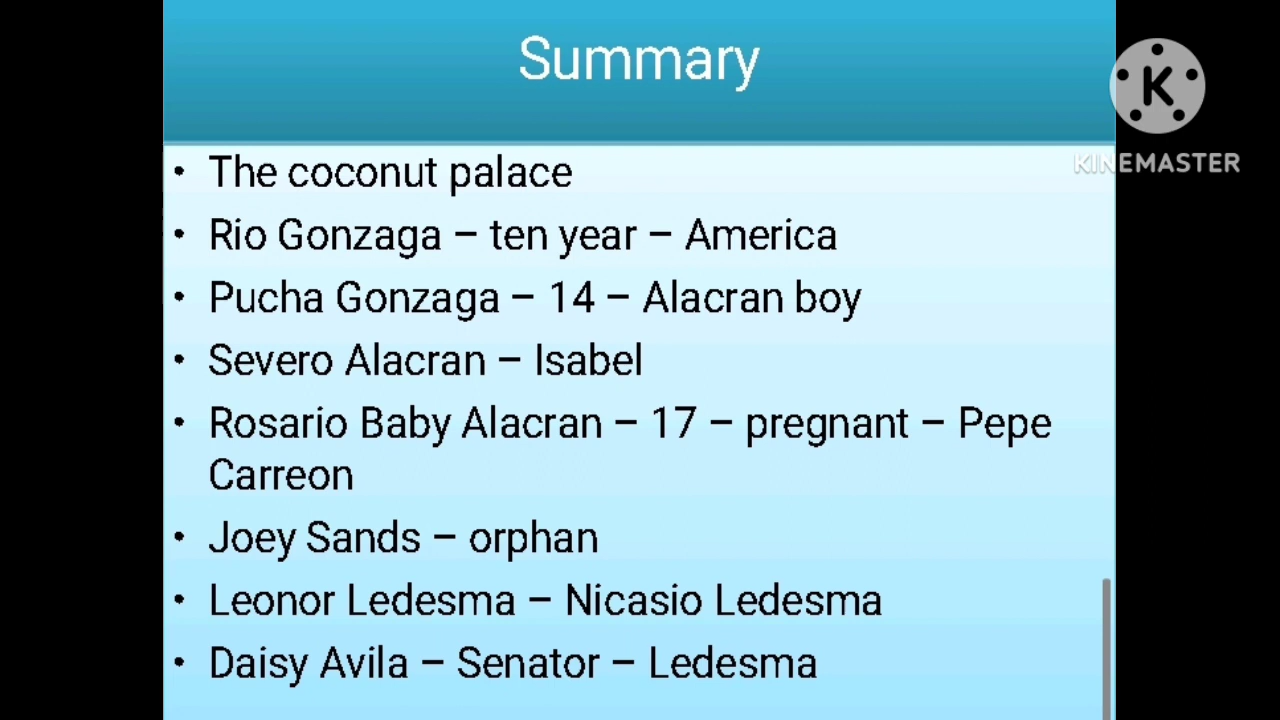 Summary
K
KINEMASTER
• The coconut palace
• Rio Gonzaga – ten year – America
• Pucha Gonzaga – 14 – Alacran boy
• Severo Alacran – Isabel
• Rosario Baby Alacran – 17 – pregnant – Pepe
Carreon
• Joey Sands – orphan
• Leonor Ledesma – Nicasio Ledesma
• Daisy Avila – Senator – Ledesma